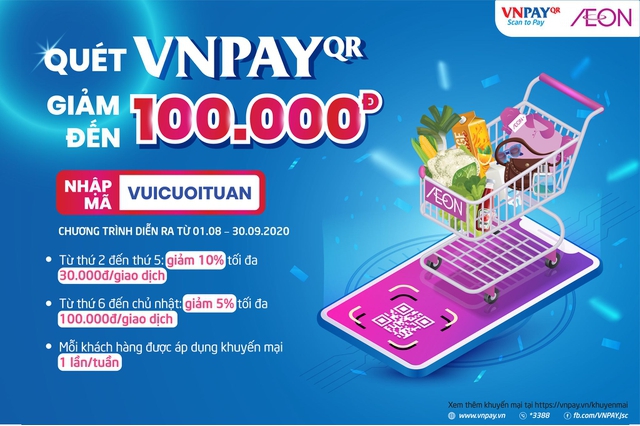 VNPAYQR
Scan to Pay
ÆON
QUÉT VNPAYQR
GIẢM ĐẾN 100.000Đ
NHẬP MÃ VUICUOITUAN
CHƯƠNG TRÌNH DIỄN RA TỪ 01.08 – 30.09.2020
• Từ thứ 2 đến thứ 5: giảm 10% tối đa
30.000đ/giao dịch
• Từ thứ 6 đến chủ nhật: giảm 5% tối đa
100.000đ/giao dịch
• Mỗi khách hàng được áp dụng khuyến mại
1 lần/tuần
ÆON
Xem thêm khuyến mại tại https://vnpay.vn/khuyenmai
www.vnpay.vn *3388 fb.com/VNPAY.Jsc